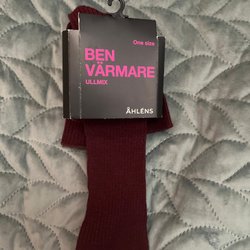 One size
BEN
VÄRMARE
ULLMIX
ÅHLÉNS